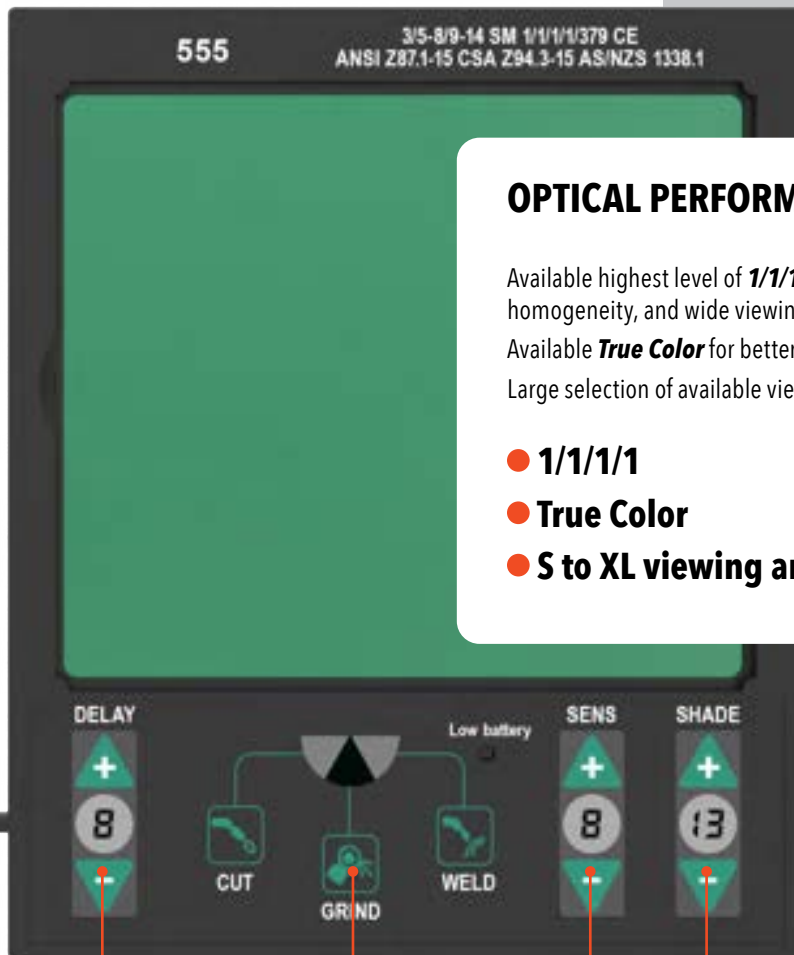 555
3/5-8/9-14 SM 1/1/1/1/379 CE
ANSI Z87.1-15 CSA Z94.3-15 AS/NZS 1338.1
OPTICAL PERFORM
Available highest level of 1/1/1
homogeneity, and wide viewin
Available True Color for better
Large selection of available vie
1/1/1/1
True Color
S to XL viewing ar
DELAY
SENS
SHADE
Low battery
+
+
+
8
8
13
-
-
-
CUT
GRIND
WELD